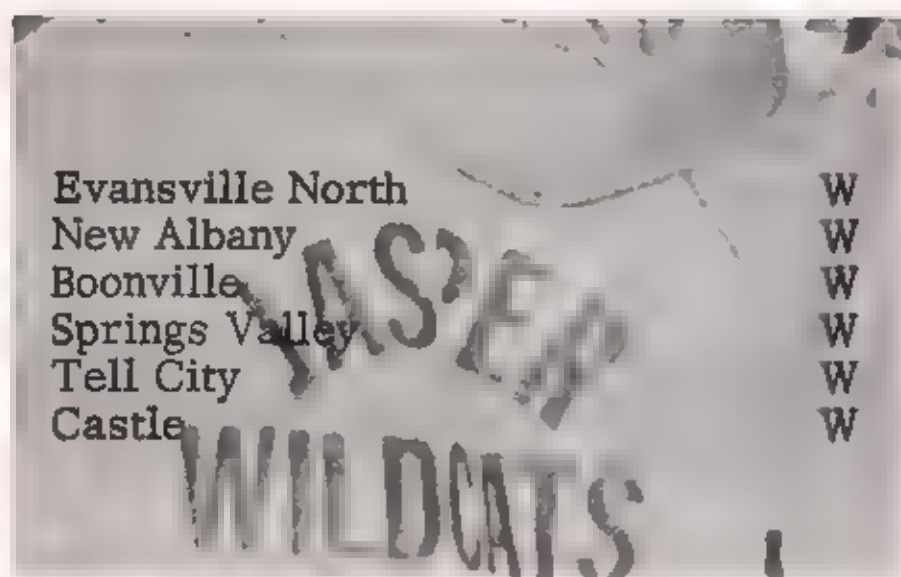 Evansville North W
New Albany W
Boonville W
Springs Valley W
Tell City W
Castle W
JASPER
WILDCATS